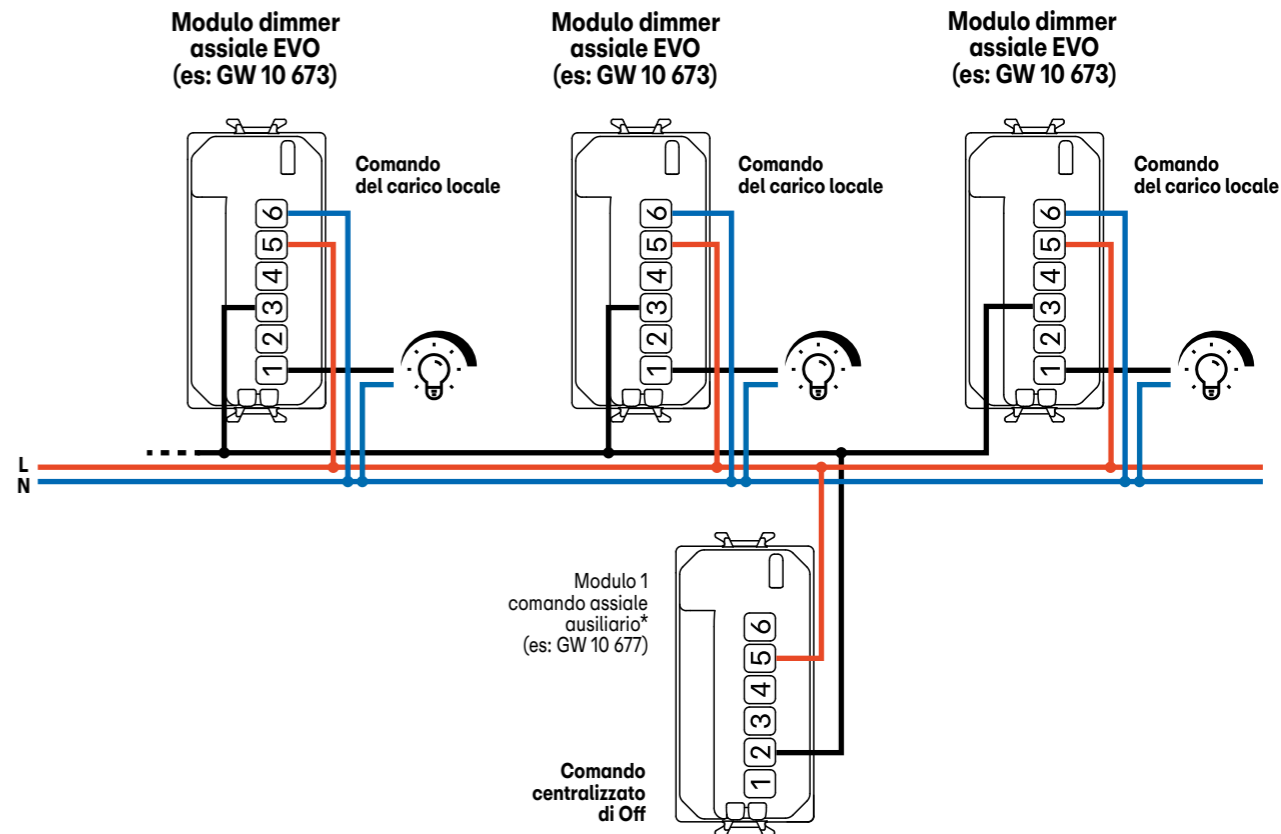 Modulo dimmer
assiale EVO
(es: GW 10 673)
Modulo dimmer
assiale EVO
(es: GW 10 673)
Modulo dimmer
assiale EVO
(es: GW 10 673)
Comando
del carico locale
6
5
4
3
2
1
Comando
del carico locale
6
5
4
3
2
1
Comando
del carico locale
6
5
4
3
2
1
L
N
Modulo 1
comando assiale
ausiliario*
(es: GW 10 677)
6
5
4
3
2
1
Comando
centralizzato
di Off